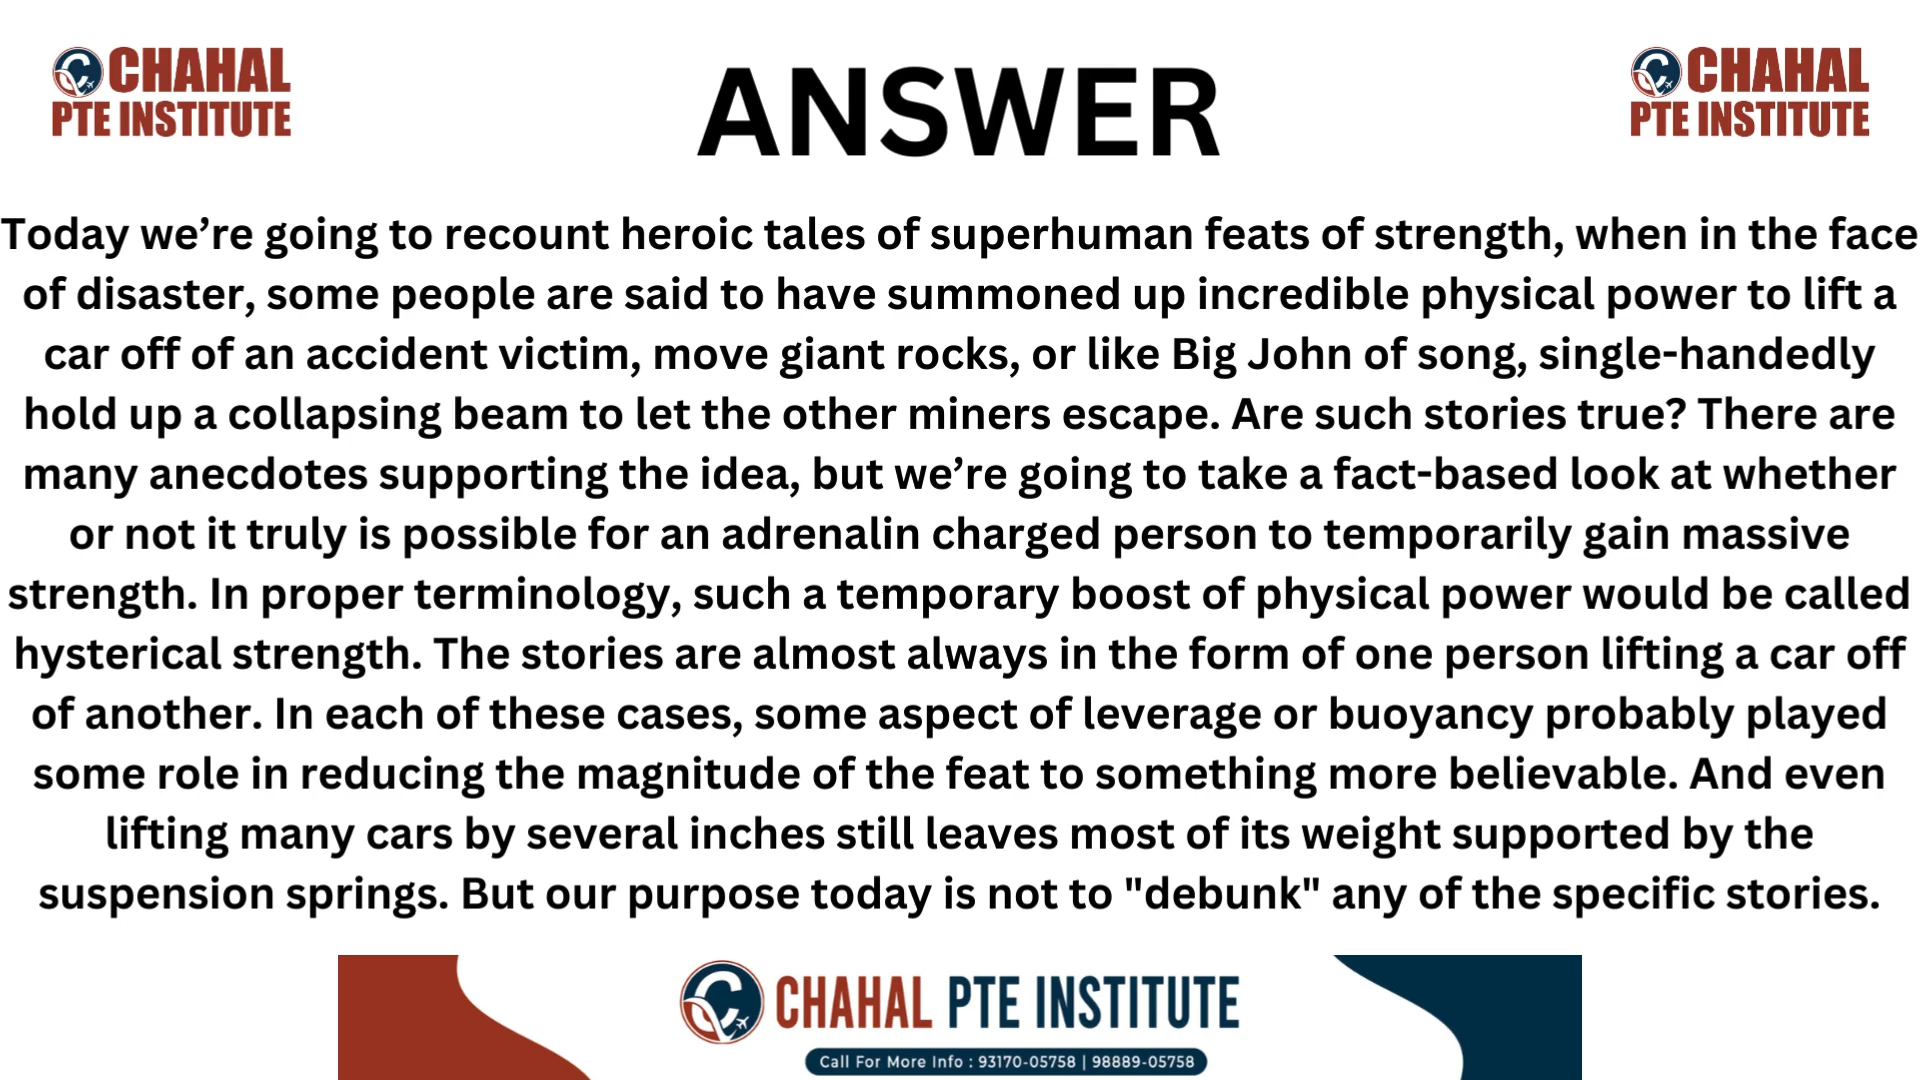 CHAHAL
PTE INSTITUTE
ANSWER
CHAHAL
PTE INSTITUTE
Today we’re going to recount heroic tales of superhuman feats of strength, when in the face
of disaster, some people are said to have summoned up incredible physical power to lift a
car off of an accident victim, move giant rocks, or like Big John of song, single-handedly
hold up a collapsing beam to let the other miners escape. Are such stories true? There are
many anecdotes supporting the idea, but we’re going to take a fact-based look at whether
or not it truly is possible for an adrenalin charged person to temporarily gain massive
strength. In proper terminology, such a temporary boost of physical power would be called
hysterical strength. The stories are almost always in the form of one person lifting a car off
of another. In each of these cases, some aspect of leverage or buoyancy probably played
some role in reducing the magnitude of the feat to something more believable. And even
lifting many cars by several inches still leaves most of its weight supported by the
suspension springs. But our purpose today is not to "debunk" any of the specific stories.
CHAHAL PTE INSTITUTE
Call For More Info : 93170-05758 | 98889-05758